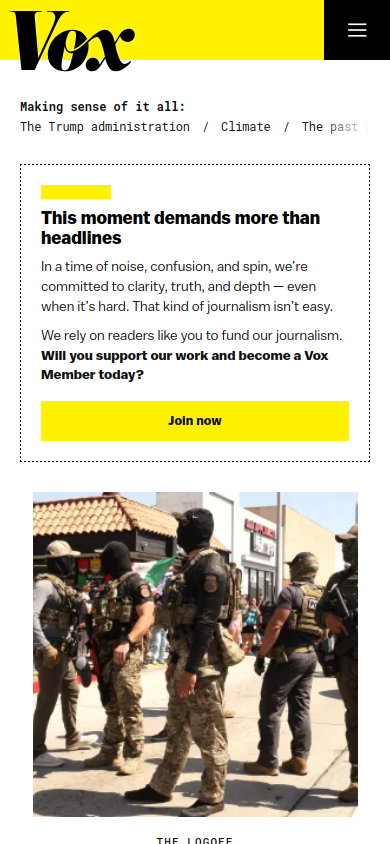 Vox
Making sense of it all:
The Trump administration / Climate / The past
This moment demands more than
headlines
In a time of noise, confusion, and spin, we're
committed to clarity, truth, and depth — even
when it's hard. That kind of journalism isn't easy.
We rely on readers like you to fund our journalism.
Will you support our work and become a Vox
Member today?
Join now
THE LOGOFF